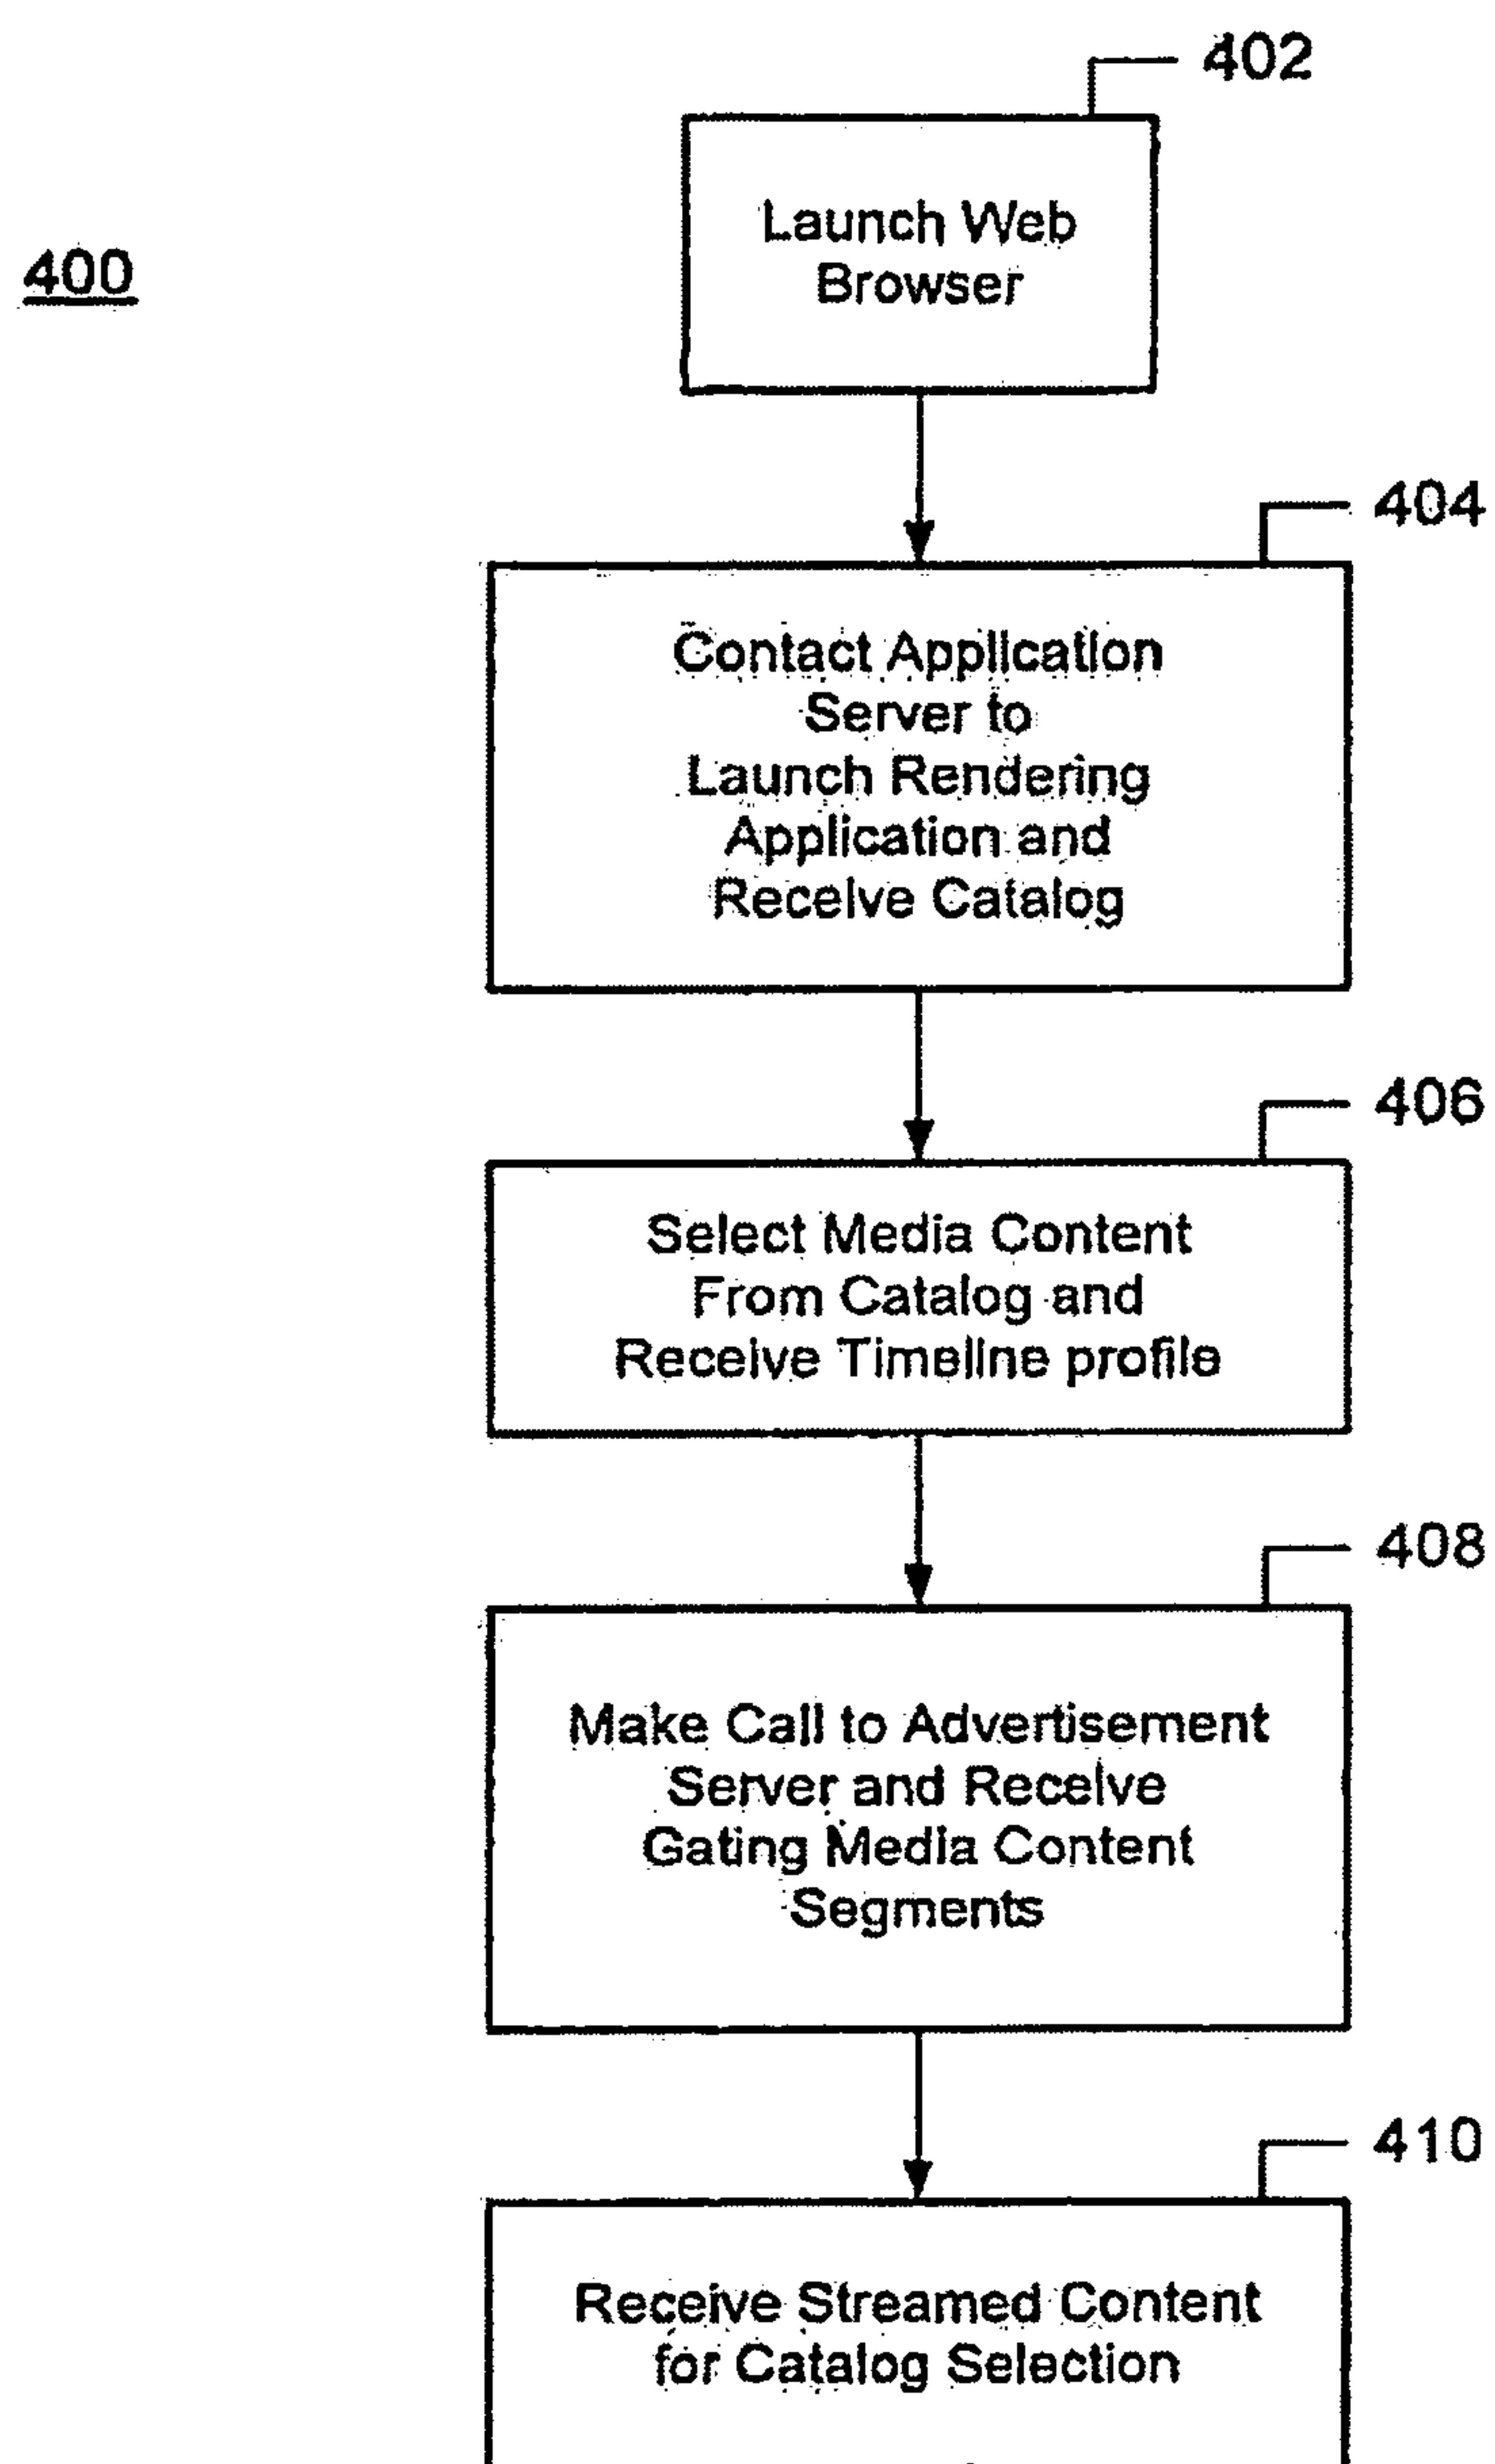 402
Launch Web
Browser
400
404
Contact Application
Server to
Launch Rendering
Application and
Receive Catalog
406
Select Media Content
From Catalog and
Receive Timeline profile
408
Make Call to Advertisement
Server and Receive
Gating Media Content
Segments
410
Receive Streamed Content
for Catalog Selection